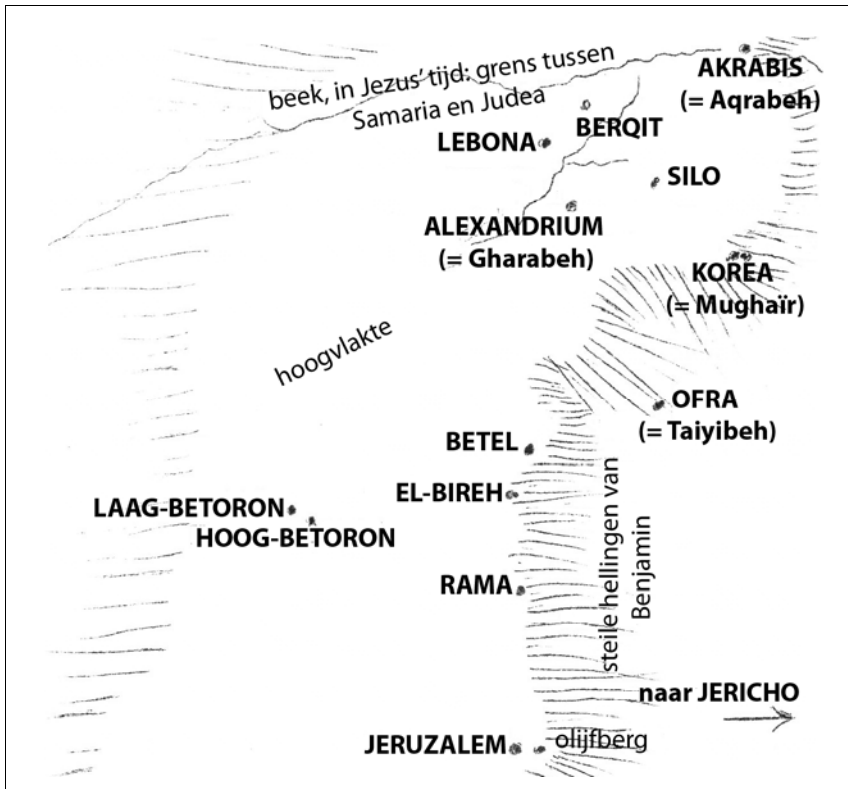 beek, in Jezus' tijd: grens tussen
Samaria en Judea
AKRABIS
(= Aqrabeh)
BERQIT
LEBONA
SILO
ALEXANDRIUM
(= Gharabeh)
KOREA
(= Mughaïr)
hoogvlakte
OFRA
(= Taiyibeh)
BETEL
EL-BIREH
LAAG-BETORON
HOOG-BETORON
RAMA
steile hellingen van
Benjamin
naar JERICHO
JERUZALEM
olijfberg